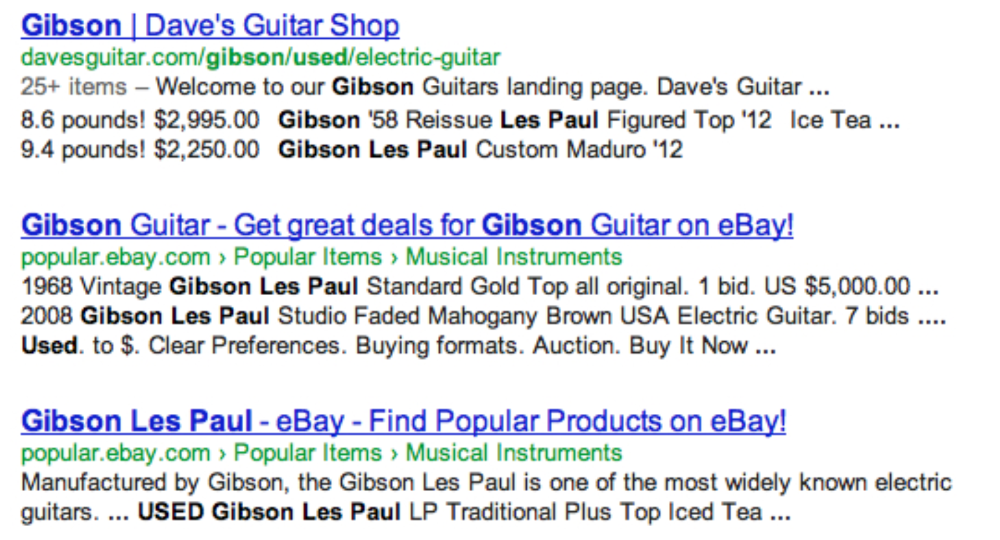 Gibson | Dave's Guitar Shop
davesguitar.com/gibson/used/electric-guitar
25+ items – Welcome to our Gibson Guitars landing page. Dave's Guitar ...
8.6 pounds! $2,995.00 Gibson '58 Reissue Les Paul Figured Top '12 Ice Tea ...
9.4 pounds! $2,250.00 Gibson Les Paul Custom Maduro '12
Gibson Guitar - Get great deals for Gibson Guitar on eBay!
popular.ebay.com › Popular Items › Musical Instruments
1968 Vintage Gibson Les Paul Standard Gold Top all original. 1 bid. US $5,000.00 ...
2008 Gibson Les Paul Studio Faded Mahogany Brown USA Electric Guitar. 7 bids ....
Used. to $. Clear Preferences. Buying formats. Auction. Buy It Now ...
Gibson Les Paul - eBay - Find Popular Products on eBay!
popular.ebay.com › Popular Items › Musical Instruments
Manufactured by Gibson, the Gibson Les Paul is one of the most widely known electric
guitars. ... USED Gibson Les Paul LP Traditional Plus Top Iced Tea ...